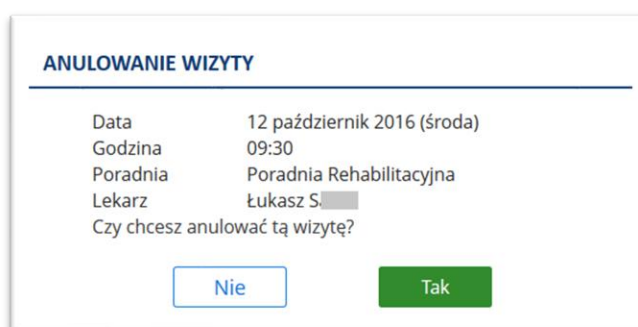 ANULOWANIE WIZYTY
Data 12 październik 2016 (środa)
Godzina 09:30
Poradnia Poradnia Rehabilitacyjna
Lekarz Łukasz S
Czy chcesz anulować tą wizytę?
Nie Tak